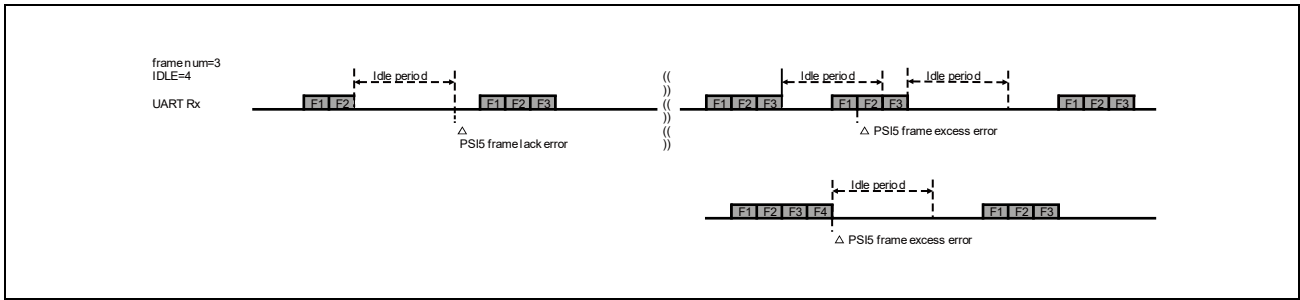 frame num=3
IDLE=4
Idle period
Idle period
Idle period
UART Rx
F1 F2
F1 F2 F3
F1 F2 F3
F1 F2 F3
F1 F2 F3
△
PSI5 frame lack error
△ PSI5 frame excess error
Idle period
F1 F2 F3 F4
F1 F2 F3
△ PSI5 frame excess error